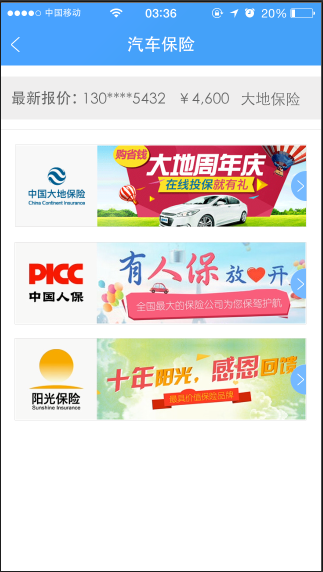 中国移动 03:36 20%
汽车保险
最新报价：130****5432 ￥4,600 大地保险
购省钱
大地周年庆
在线投保就有礼
中国大地保险
China Continent Insurance
有人保放开
全国最大的保险公司为您保驾护航
PICC
中国人保
十年阳光，感恩回馈
最具价值保险品牌
阳光保险
Sunshine Insurance